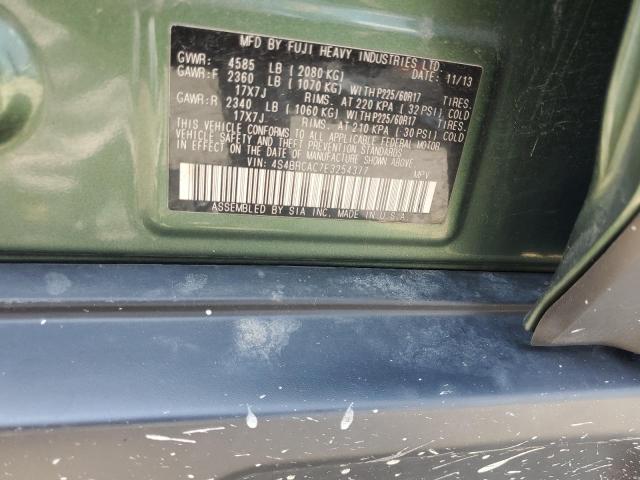 MFD BY FUJI HEAVY INDUSTRIES LTD.
GVWR: 4585 LB [ 2080 KG] 11/13
GAWR:F 2360 LB [ 1070 KG] WITH P225/60R17 TIRES.
17X7J RIMS. AT 220 KPA [ 32 PSI] COLD
GAWR:R 2340 LB [ 1060 KG] WITH P225/60R17 TIRES.
17X7J RIMS. AT 210 KPA [ 30 PSI] COLD
THIS VEHICLE CONFORMS TO ALL APPLICABLE FEDERAL MOTOR
VEHICLE SAFETY AND THEFT PREVENTION STANDARDS
IN EFFECT ON THE DATE OF MANUFACTURE SHOWN ABOVE.
VIN: 4S4BRCAC7E3254377 MPV
ASSEMBLED BY SIA INC. MADE IN U.S.A.